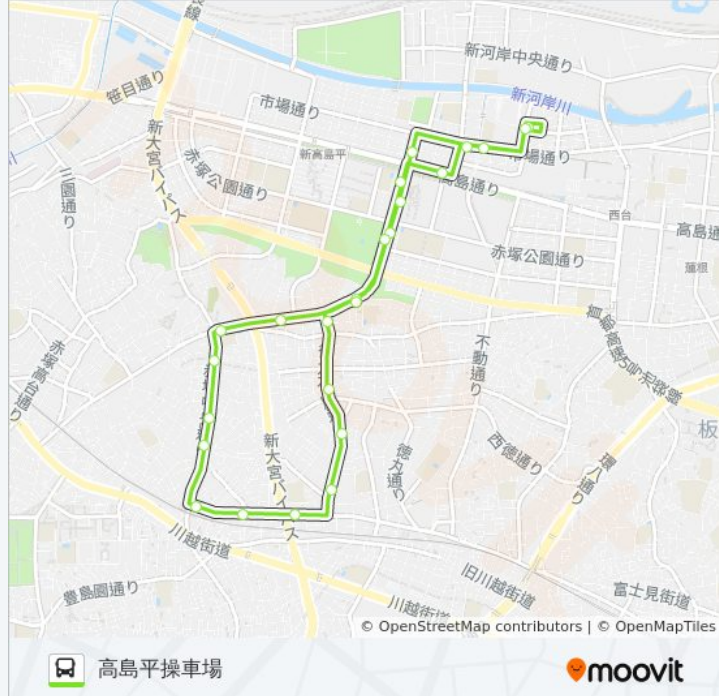 新河岸中央通り
笹目通り
市場通り
新河岸川
新大宮バイパス
新高島平
市場通り
赤塚公園通り
高島通り
三園通り
西台
高島通
赤塚公園通り
蓮根
不動通り
赤塚高台通り
西徳通り
環八通り
板
徳丸通り
新大宮バイパス
川越街道
旧川越街道
豊島園通り
富士見街道
川越街道
© OpenStreetMap contributors | © OpenMapTiles
高島平操車場
moovit